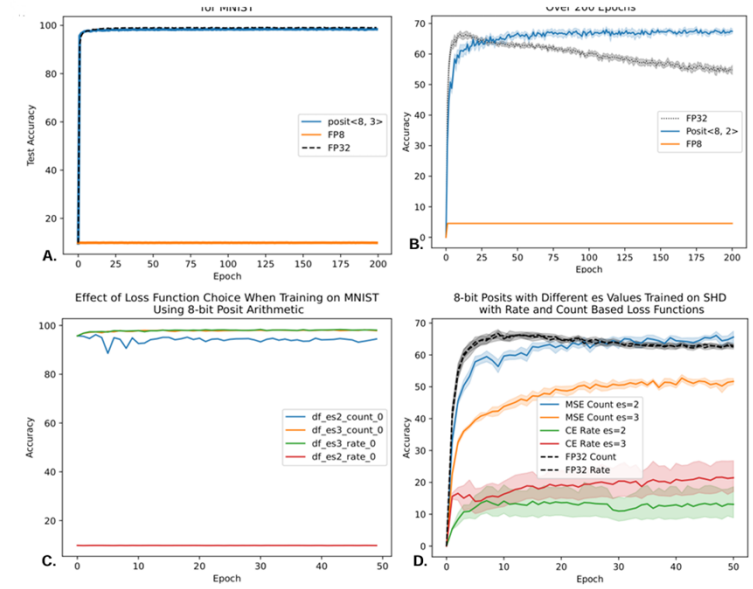 for MNIST
Test Accuracy
100
80
60
40
20
posit<8, 3>
FP8
FP32
0 25 50 75 100 125 150 175 200
A.
Epoch
Over 200 Epochs
Accuracy
70
60
50
40
30
20
10
0
FP32
Posit<8, 2>
FP8
0 25 50 75 100 125 150 175 200
B.
Epoch
Effect of Loss Function Choice When Training on MNIST
Using 8-bit Posit Arithmetic
Accuracy
100
80
60
40
20
df_es2_count_0
df_es3_count_0
df_es3_rate_0
df_es2_rate_0
0 10 20 30 40 50
C.
Epoch
8-bit Posits with Different es Values Trained on SHD
with Rate and Count Based Loss Functions
Accuracy
70
60
50
40
30
20
10
0
MSE Count es=2
MSE Count es=3
CE Rate es=2
CE Rate es=3
FP32 Count
FP32 Rate
0 10 20 30 40 50
D.
Epoch